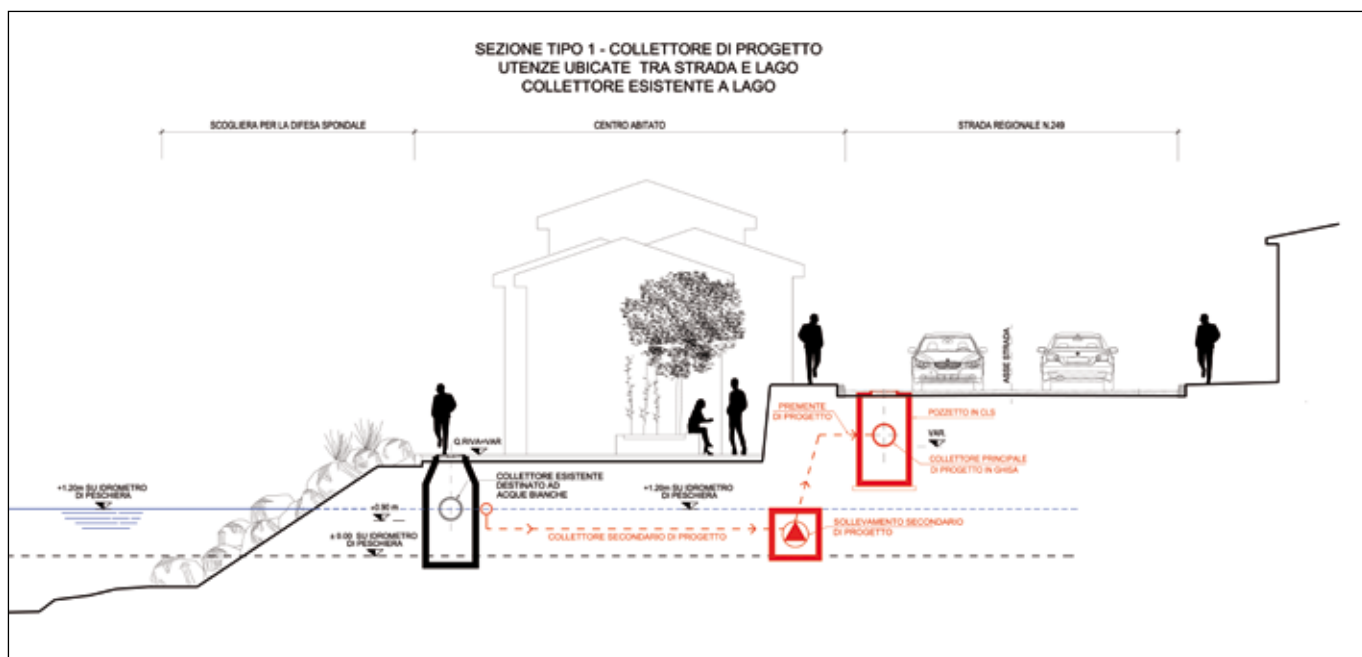 SEZIONE TIPO 1 - COLLETTORE DI PROGETTO
UTENZE UBICATE TRA STRADA E LAGO
COLLETTORE ESISTENTE A LAGO
SCOGLIERA PER LA DIFESA SPONDALE
CENTRO ABITATO
STRADA REGIONALE N.249
ASSE STRADA
PREMENTE
DI PROGETTO
POZZETTO IN CLS
VAR.
COLLETTORE PRINCIPALE
DI PROGETTO IN GHISA
Q.RIVA=VAR
COLLETTORE ESISTENTE
DESTINATO AD
ACQUE BIANCHE
+1.20m SU IDROMETRO
DI PESCHIERA
+0.90 m
+1.20m SU IDROMETRO
DI PESCHIERA
± 0.00 SU IDROMETRO
DI PESCHIERA
COLLETTORE SECONDARIO DI PROGETTO
SOLLEVAMENTO SECONDARIO
DI PROGETTO